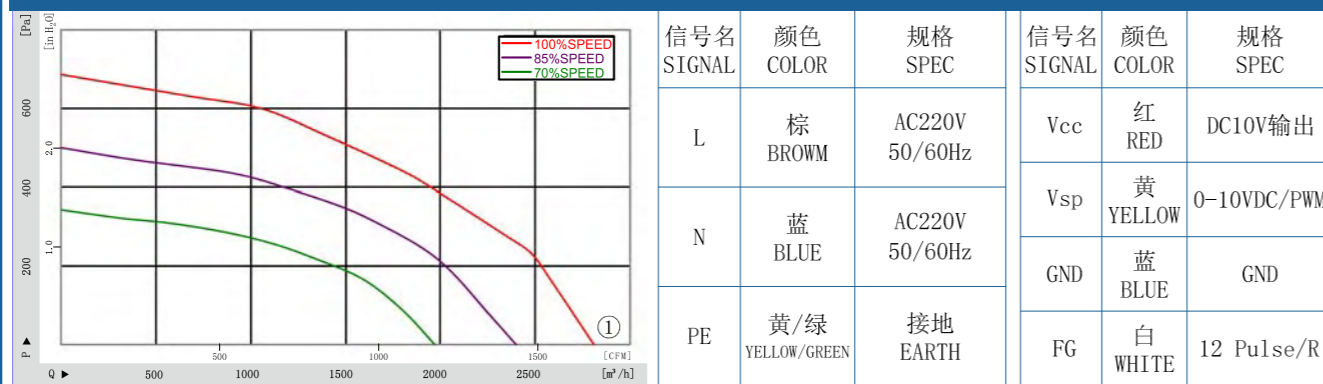 [Pa]
[in H₂O]
600
2.0
400
1.0
200
P ▲
100%SPEED
85%SPEED
70%SPEED
①
500
1000
1500
[CFM]
Q ►
500
1000
1500
2000
2500
[m³/h]
信号名
SIGNAL
颜色
COLOR
规格
SPEC
L
棕
BROWM
AC220V
50/60Hz
N
蓝
BLUE
AC220V
50/60Hz
PE
黄/绿
YELLOW/GREEN
接地
EARTH
信号名
SIGNAL
颜色
COLOR
规格
SPEC
Vcc
红
RED
DC10V输出
Vsp
黄
YELLOW
0-10VDC/PWM
GND
蓝
BLUE
GND
FG
白
WHITE
12 Pulse/R